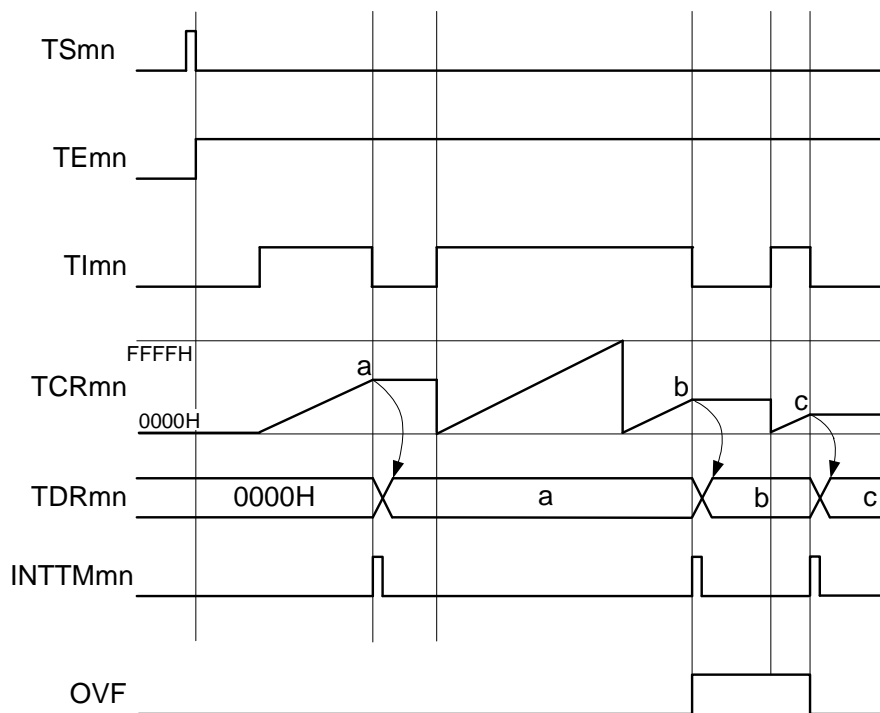 TSmn
TEmn
TImn
FFFFH
TCRmn
0000H
a
b
c
TDRmn
0000H
a
b
c
INTTMmn
OVF